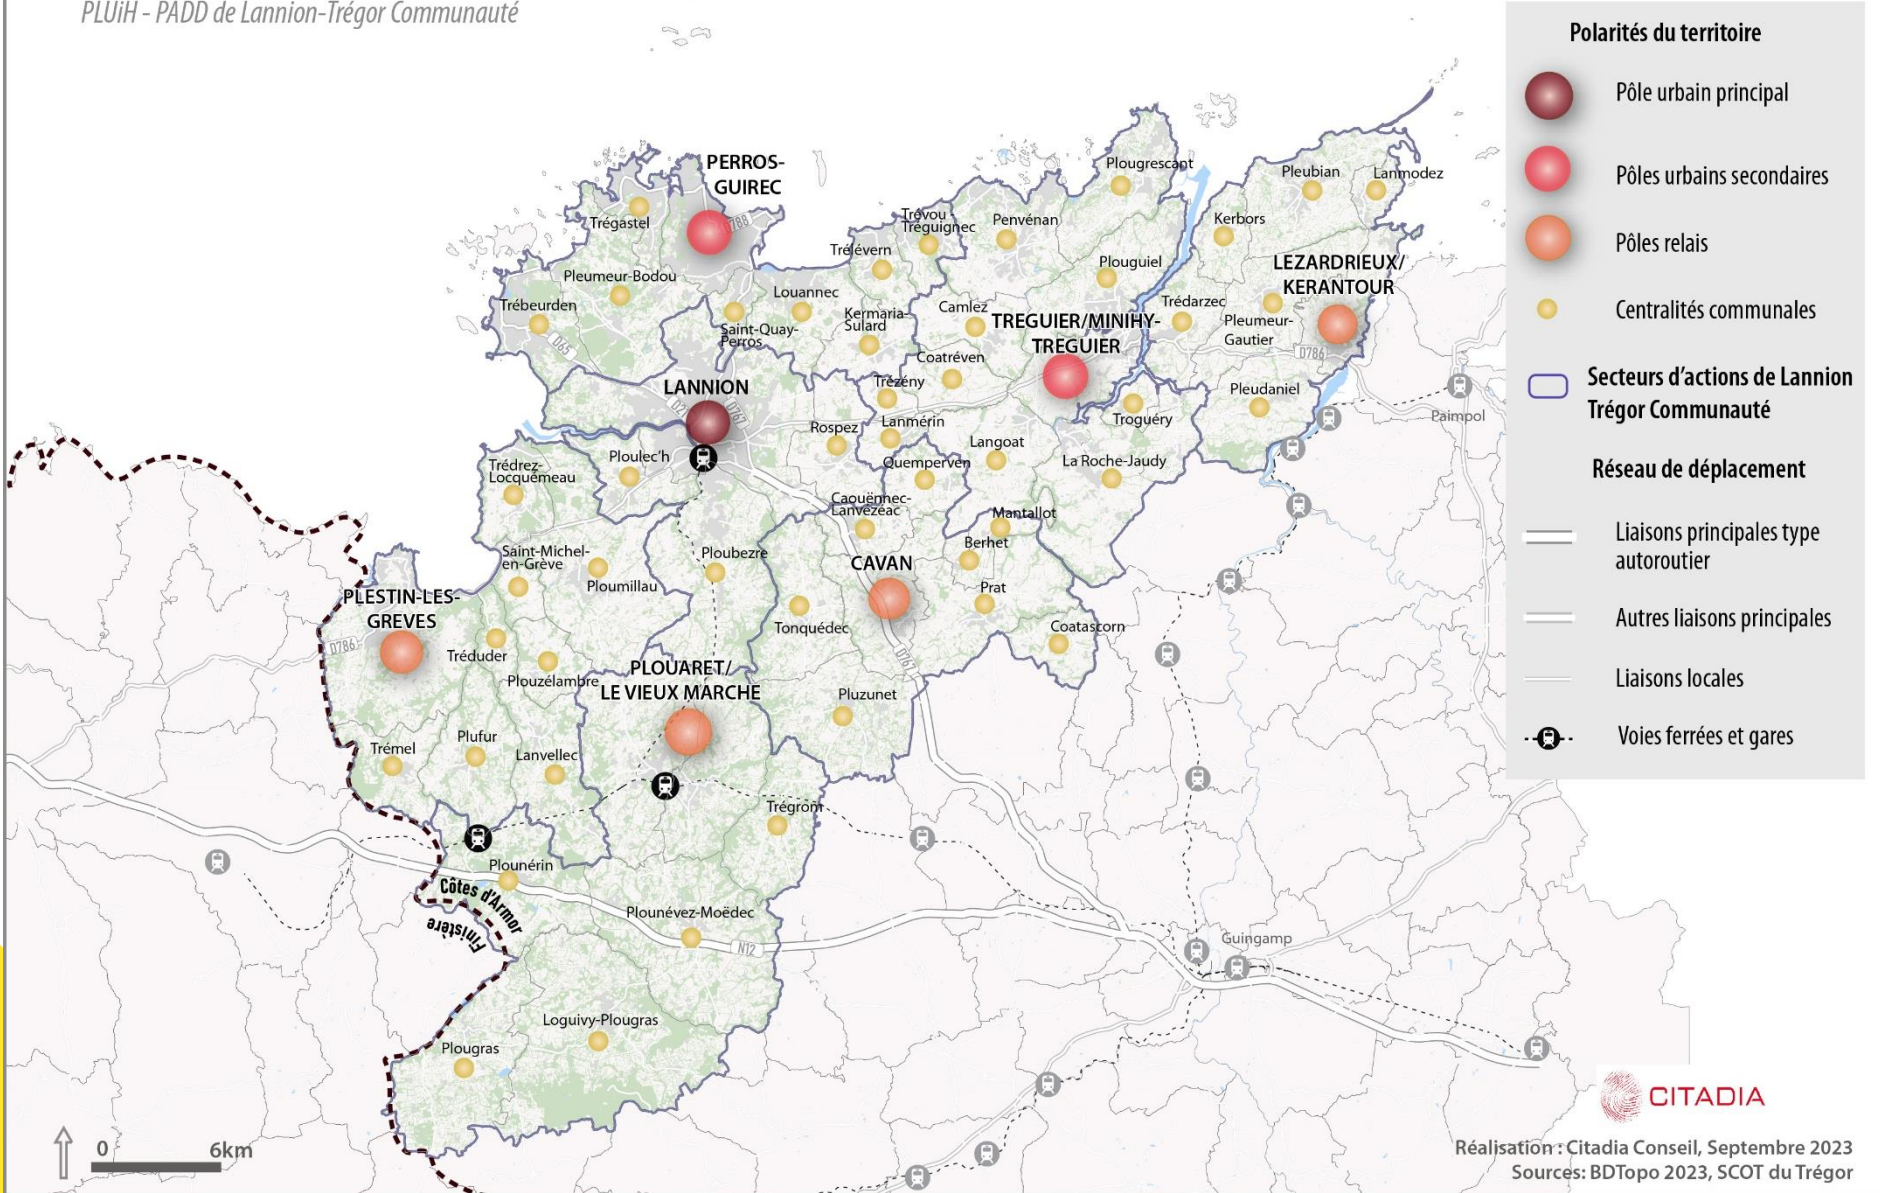 PLUiH - PADD de Lannion-Trégor Communauté
Polarités du territoire
Pôle urbain principal
Pôles urbains secondaires
Pôles relais
Centralités communales
Secteurs d'actions de Lannion
Trégor Communauté
Réseau de déplacement
Liaisons principales type
autoroutier
Autres liaisons principales
Liaisons locales
Voies ferrées et gares
PERROS-
GUIREC
D788
Trégastel
Pleumeur-Bodou
Trébeurden
D65
Saint-Quay-
Perros
Louannec
Trélévern
Trévou
Tréguignec
Kermaria-
Sulard
Penvénan
Plougrescant
Plouguiel
Camlez
Coatréven
TREGUIER/MINIHY-
TREGUIER
Pleubian
Lanmodez
Kerbors
LEZARDRIEUX/
KERANTOUR
Trédarzec
Pleumeur-
Gautier
D786
Pleudaniel
Paimpol
LANNION
D767
Trézény
Lanmérin
Rospez
Langoat
Troguéry
La Roche-Jaudy
Quemperven
Caouënnec-
Lanvézéac
Mantallot
Berhet
Prat
Coatascorn
CAVAN
Tonquédec
D767
Pluzunet
Ploulec'h
Trédrez-
Locquémeau
Saint-Michel-
en-Grève
Ploumillau
Ploubezre
PLESTIN-LES-
GREVES
D786
Tréduder
Plouzélambre
PLOUARET/
LE VIEUX MARCHE
Trémel
Plufur
Lanvellec
Trégrom
Plounérin
Côtes d'Armor
Finistère
Plounévez-Moëdec
N12
Guingamp
Loguivy-Plougras
Plougras
0 6km
CITADIA
Réalisation : Citadia Conseil, Septembre 2023
Sources: BDTopo 2023, SCOT du Trégor